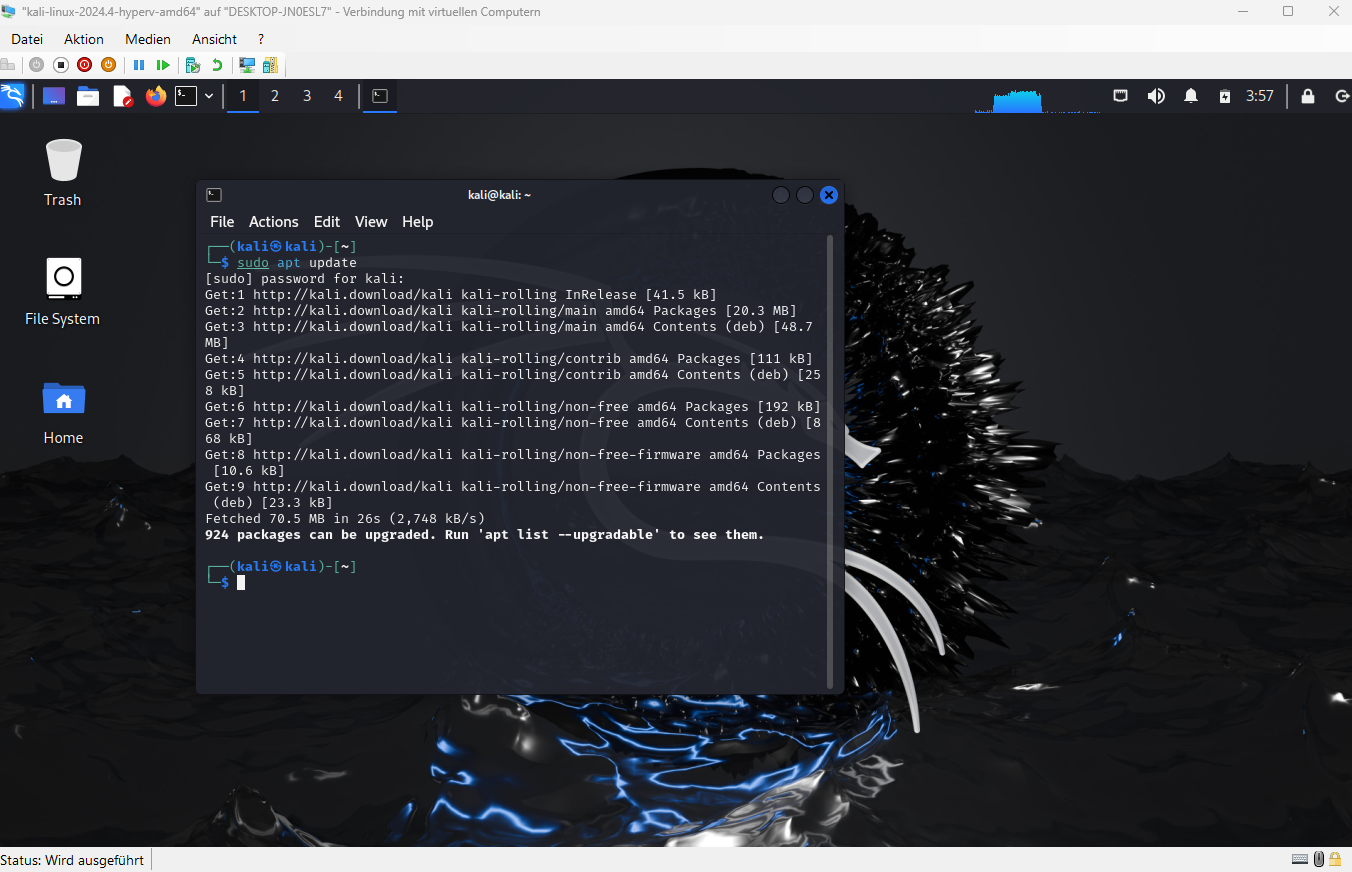 "kali-linux-2024.4-hyperv-amd64" auf "DESKTOP-JN0ESL7" - Verbindung mit virtuellen Computern
Datei Aktion Medien Ansicht ?
1 2 3 4 3:57
Trash
File System
Home
kali@kali: ~
File Actions Edit View Help
┌──(kali㉿kali)-[~]
└─$ sudo apt update
[sudo] password for kali:
Get:1 http://kali.download/kali kali-rolling InRelease [41.5 kB]
Get:2 http://kali.download/kali kali-rolling/main amd64 Packages [20.3 MB]
Get:3 http://kali.download/kali kali-rolling/main amd64 Contents (deb) [48.7
MB]
Get:4 http://kali.download/kali kali-rolling/contrib amd64 Packages [111 kB]
Get:5 http://kali.download/kali kali-rolling/contrib amd64 Contents (deb) [25
8 kB]
Get:6 http://kali.download/kali kali-rolling/non-free amd64 Packages [192 kB]
Get:7 http://kali.download/kali kali-rolling/non-free amd64 Contents (deb) [8
68 kB]
Get:8 http://kali.download/kali kali-rolling/non-free-firmware amd64 Packages
[10.6 kB]
Get:9 http://kali.download/kali kali-rolling/non-free-firmware amd64 Contents
(deb) [23.3 kB]
Fetched 70.5 MB in 26s (2,748 kB/s)
924 packages can be upgraded. Run 'apt list --upgradable' to see them.
┌──(kali㉿kali)-[~]
└─$
Status: Wird ausgeführt